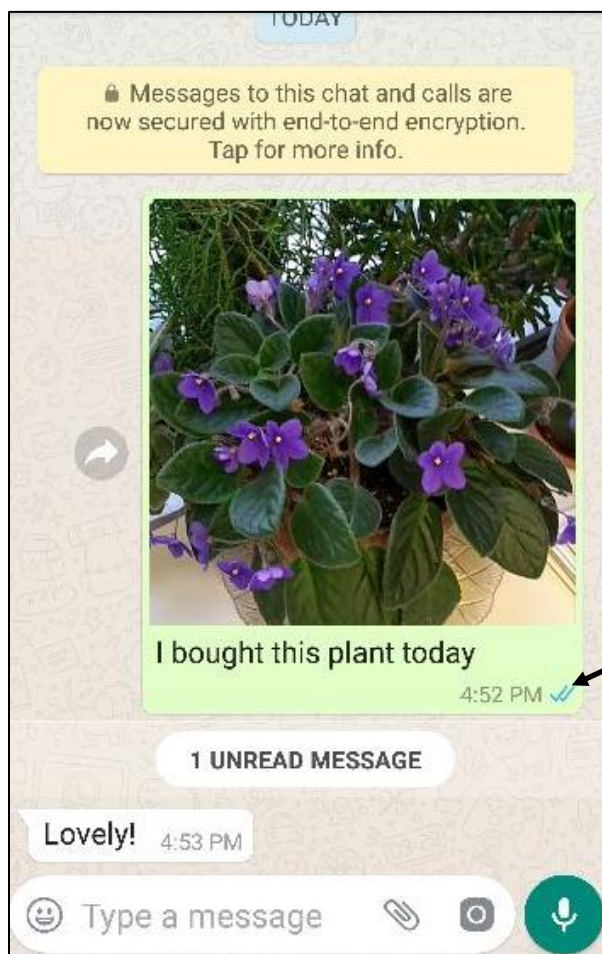 TODAY
Messages to this chat and calls are
now secured with end-to-end encryption.
Tap for more info.
I bought this plant today
4:52 PM
1 UNREAD MESSAGE
Lovely! 4:53 PM
Type a message